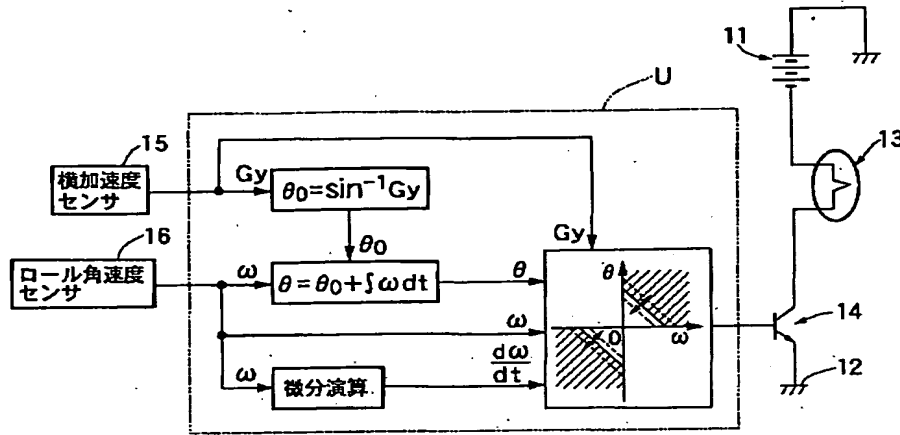 11
U
15
13
横加速度
センサ
Gy
θ₀=sin⁻¹Gy
16
θ₀
Gy
ロール角速度
センサ
ω
θ=θ₀+∫ωdt
θ
θ
14
ω
0
ω
ω
微分演算
dω
dt
12